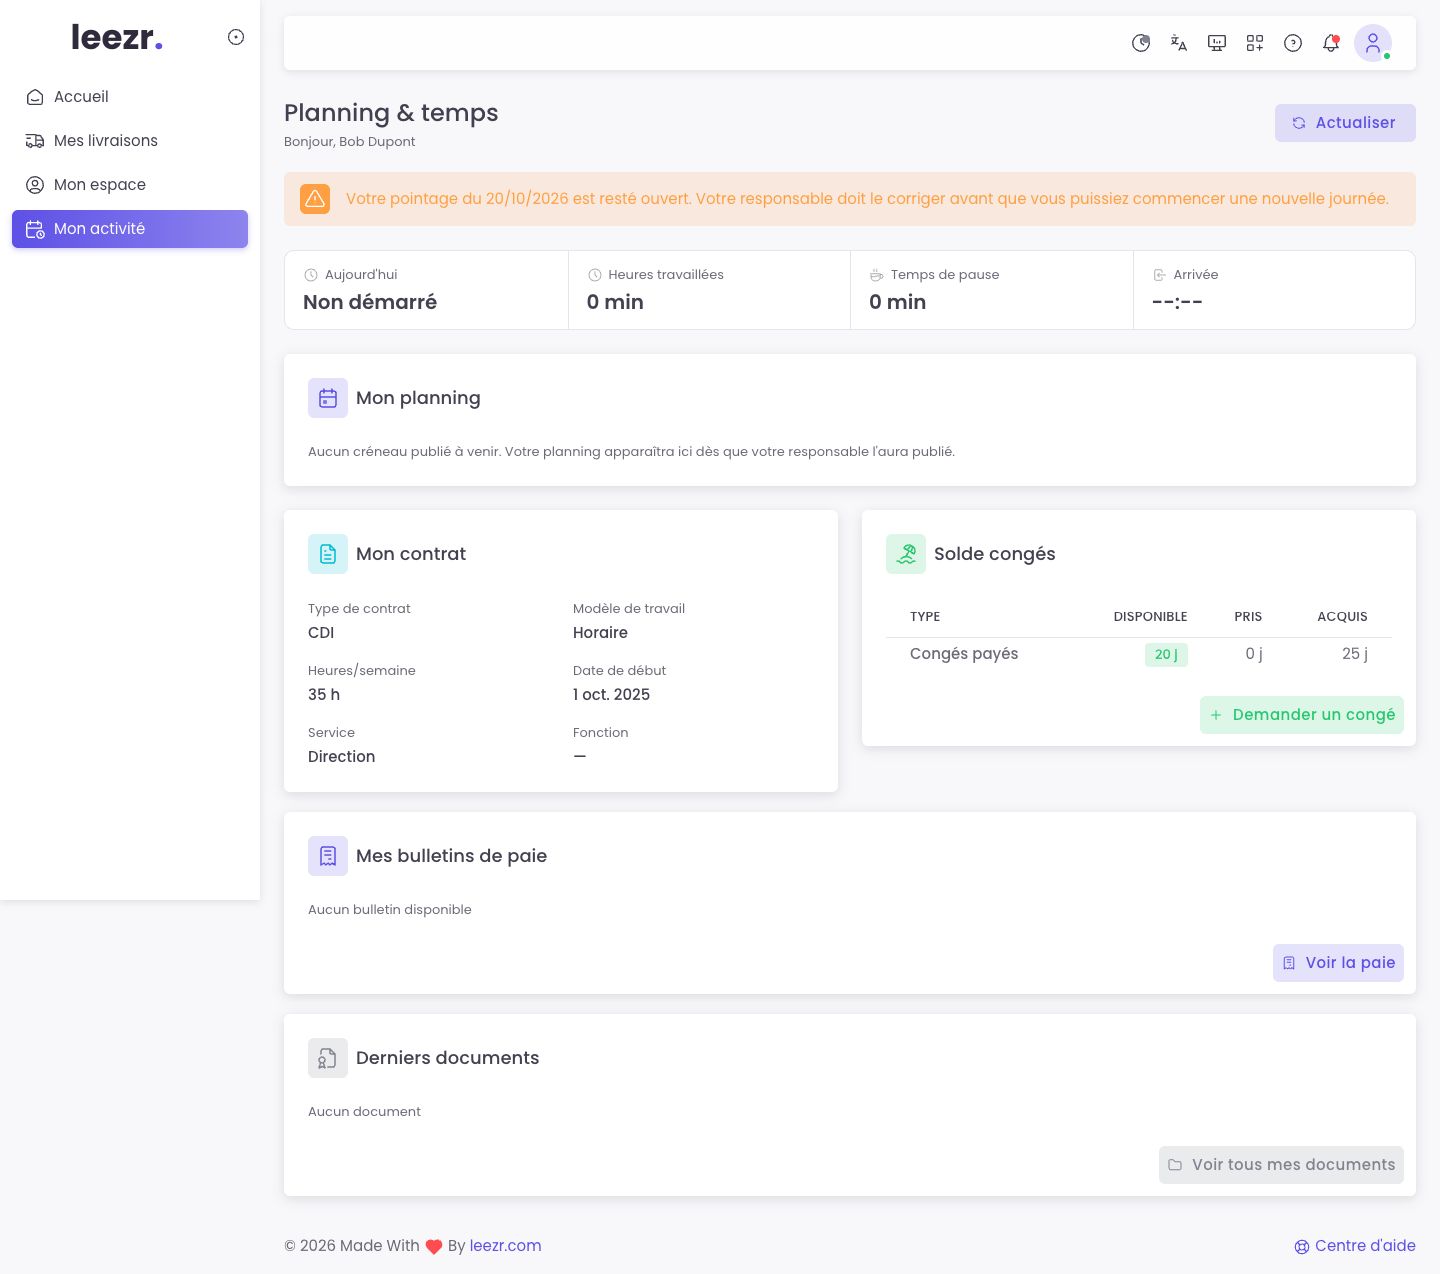 leezr.
Accueil
Mes livraisons
Mon espace
Mon activité
Planning & temps
Bonjour, Bob Dupont
Actualiser
Votre pointage du 20/10/2026 est resté ouvert. Votre responsable doit le corriger avant que vous puissiez commencer une nouvelle journée.
Aujourd'hui
Non démarré
Heures travaillées
0 min
Temps de pause
0 min
Arrivée
--:--
Mon planning
Aucun créneau publié à venir. Votre planning apparaîtra ici dès que votre responsable l'aura publié.
Mon contrat
Type de contrat
CDI
Modèle de travail
Horaire
Heures/semaine
35 h
Date de début
1 oct. 2025
Service
Direction
Fonction
—
Solde congés
TYPE DISPONIBLE PRIS ACQUIS
Congés payés 20 j 0 j 25 j
Demander un congé
Mes bulletins de paie
Aucun bulletin disponible
Voir la paie
Derniers documents
Aucun document
Voir tous mes documents
© 2026 Made With By leezr.com
Centre d'aide